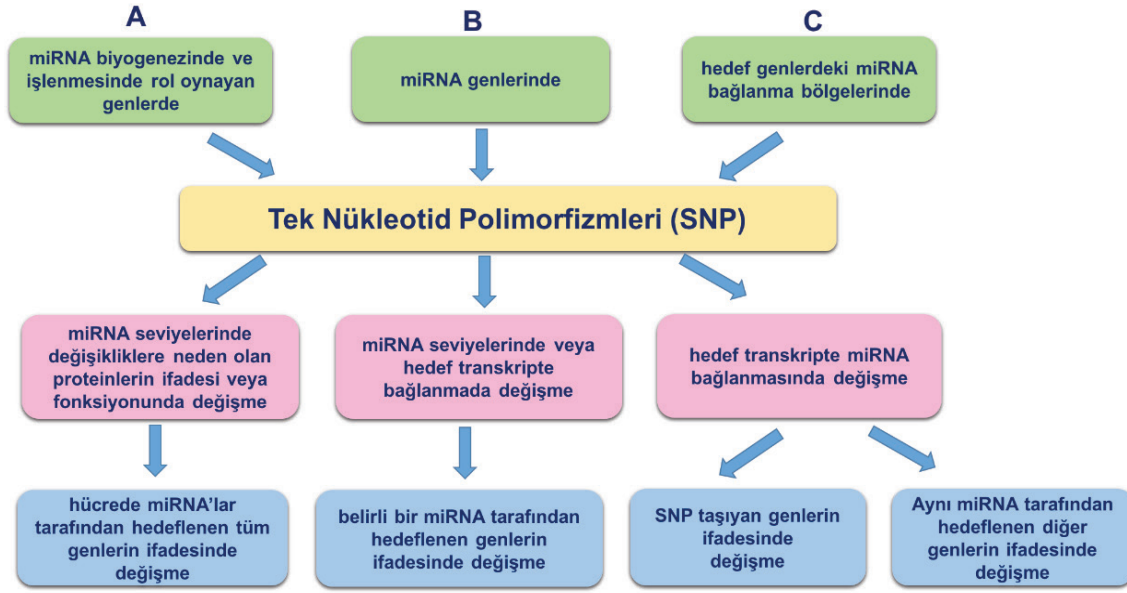 A
B
C
miRNA biyogenezinde ve
işlenmesinde rol oynayan
genlerde
miRNA genlerinde
hedef genlerdeki miRNA
bağlanma bölgelerinde
Tek Nükleotid Polimorfizmleri (SNP)
miRNA seviyelerinde
değişikliklere neden olan
proteinlerin ifadesi veya
fonksiyonunda değişme
miRNA seviyelerinde veya
hedef transkripte
bağlanmada değişme
hedef transkripte miRNA
bağlanmasında değişme
hücrede miRNA'lar
tarafından hedeflenen tüm
genlerin ifadesinde
değişme
belirli bir miRNA tarafından
hedeflenen genlerin
ifadesinde değişme
SNP taşıyan genlerin
ifadesinde
değişme
Aynı miRNA tarafından
hedeflenen diğer
genlerin ifadesinde
değişme